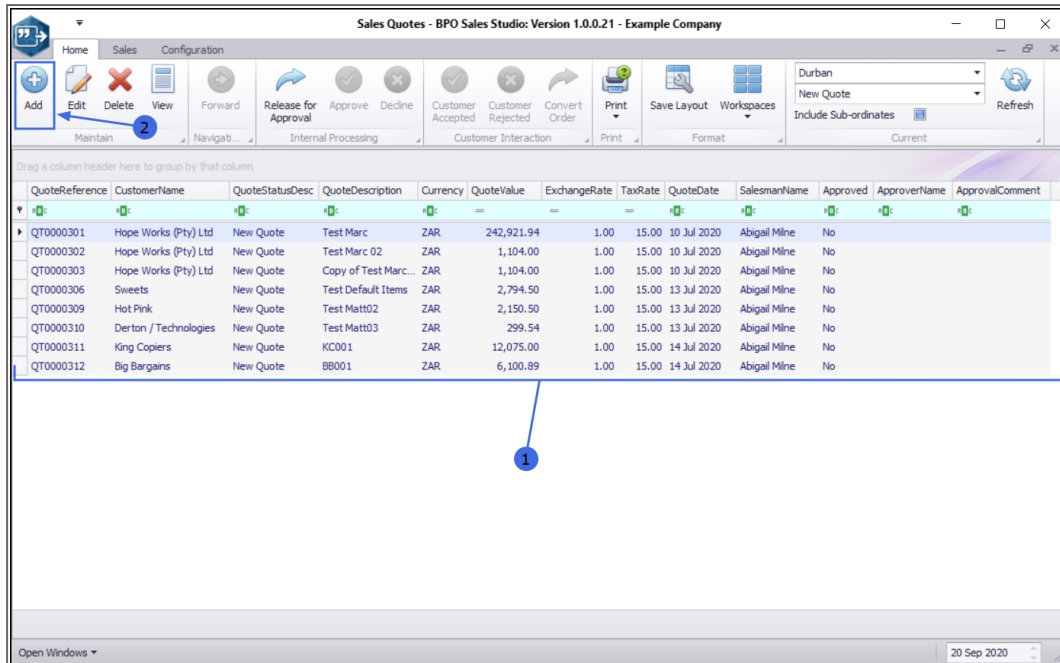 Sales Quotes - BPO Sales Studio: Version 1.0.0.21 - Example Company
Home Sales Configuration
Add Edit Delete View Forward Release for Approval Approve Decline Customer Accepted Customer Rejected Convert Order Print Save Layout Workspaces Durban New Quote Include Sub-ordinates Refresh
Maintain Navigati... Internal Processing Customer Interaction Print Format Current
2
Drag a column header here to group by that column
QuoteReference CustomerName QuoteStatusDesc QuoteDescription Currency QuoteValue ExchangeRate TaxRate QuoteDate SalesmanName Approved ApproverName ApprovalComment
QT0000301 Hope Works (Pty) Ltd New Quote Test Marc ZAR 242,921.94 1.00 15.00 10 Jul 2020 Abigail Milne No
QT0000302 Hope Works (Pty) Ltd New Quote Test Marc 02 ZAR 1,104.00 1.00 15.00 10 Jul 2020 Abigail Milne No
QT0000303 Hope Works (Pty) Ltd New Quote Copy of Test Marc... ZAR 1,104.00 1.00 15.00 10 Jul 2020 Abigail Milne No
QT0000306 Sweets New Quote Test Default Items ZAR 2,794.50 1.00 15.00 13 Jul 2020 Abigail Milne No
QT0000309 Hot Pink New Quote Test Matt02 ZAR 2,150.50 1.00 15.00 13 Jul 2020 Abigail Milne No
QT0000310 Derton / Technologies New Quote Test Matt03 ZAR 299.54 1.00 15.00 13 Jul 2020 Abigail Milne No
QT0000311 King Copiers New Quote KC001 ZAR 12,075.00 1.00 15.00 14 Jul 2020 Abigail Milne No
QT0000312 Big Bargains New Quote BB001 ZAR 6,100.89 1.00 15.00 14 Jul 2020 Abigail Milne No
1
Open Windows 20 Sep 2020